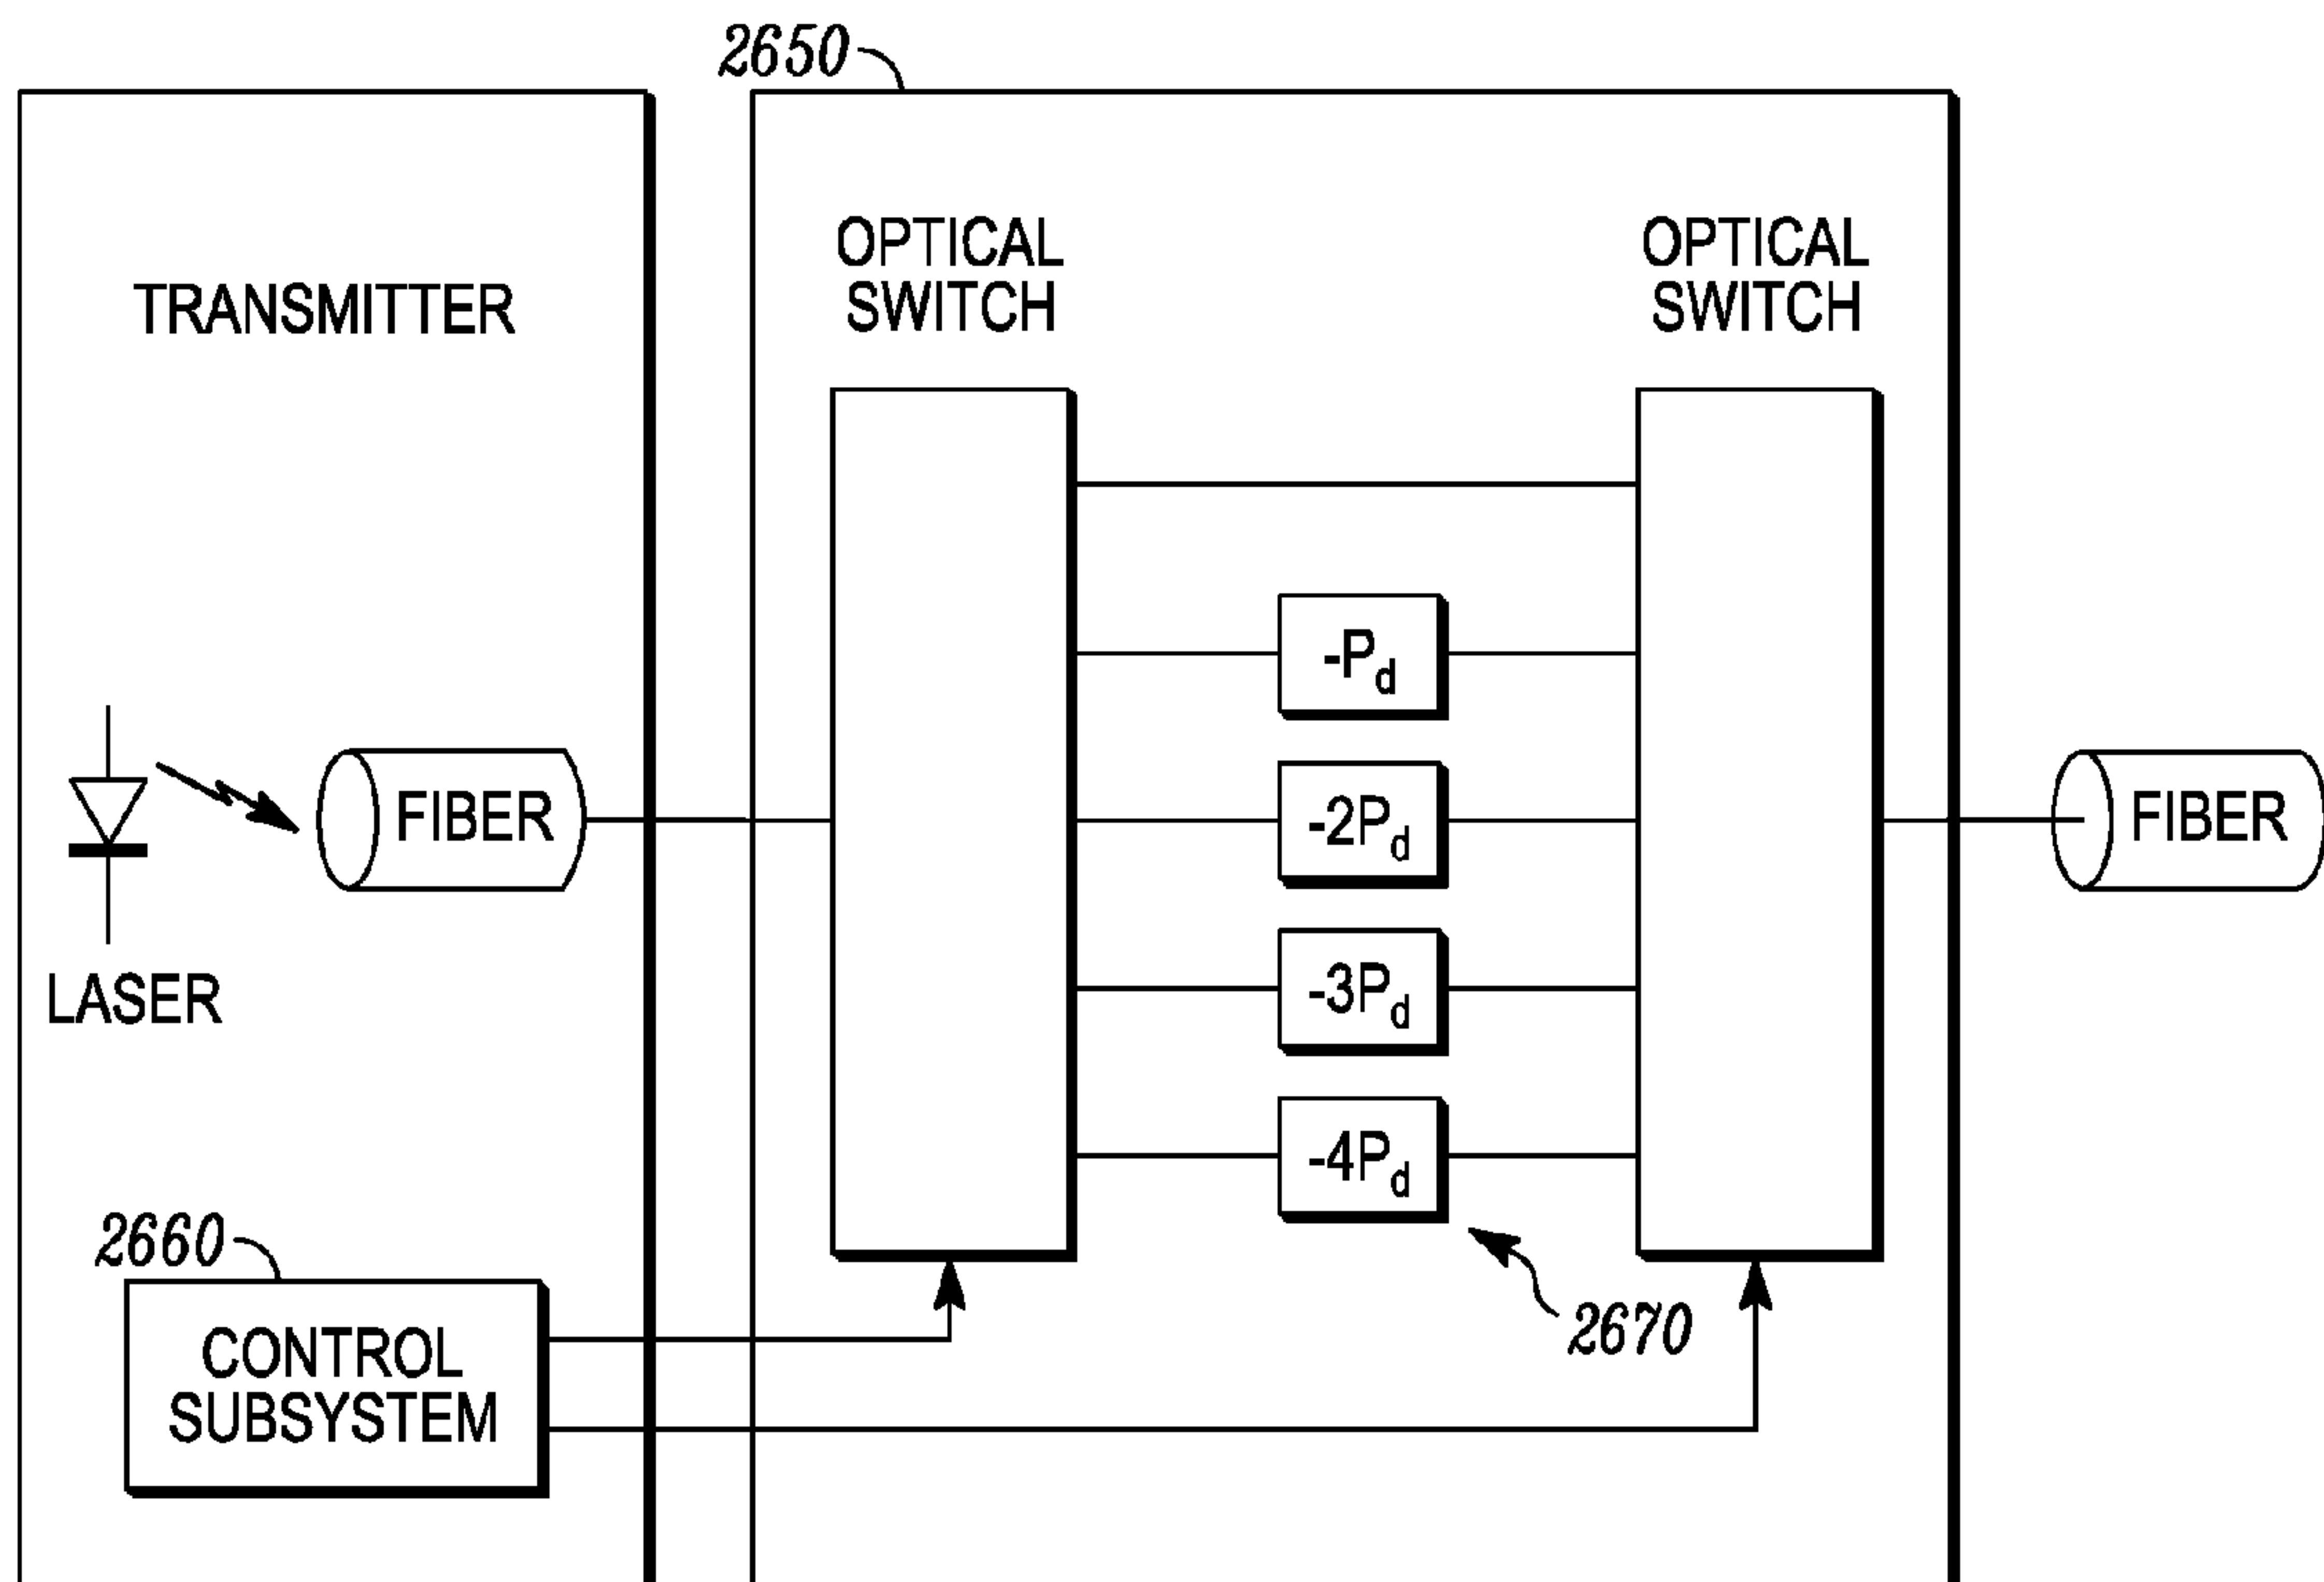 2650
TRANSMITTER
OPTICAL
SWITCH
OPTICAL
SWITCH
-Pd
-2Pd
-3Pd
-4Pd
FIBER
FIBER
LASER
2660
CONTROL
SUBSYSTEM
2670